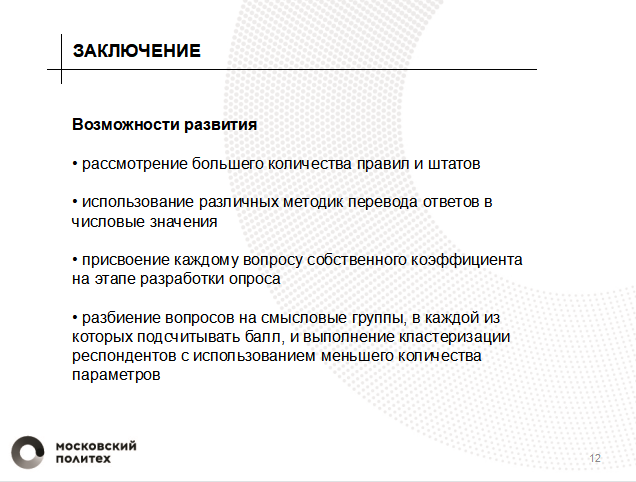 ЗАКЛЮЧЕНИЕ
Возможности развития
• рассмотрение большего количества правил и штатов
• использование различных методик перевода ответов в
числовые значения
• присвоение каждому вопросу собственного коэффициента
на этапе разработки опроса
• разбиение вопросов на смысловые группы, в каждой из
которых подсчитывать балл, и выполнение кластеризации
респондентов с использованием меньшего количества
параметров
МОСКОВСКИЙ
ПОЛИТЕХ
12